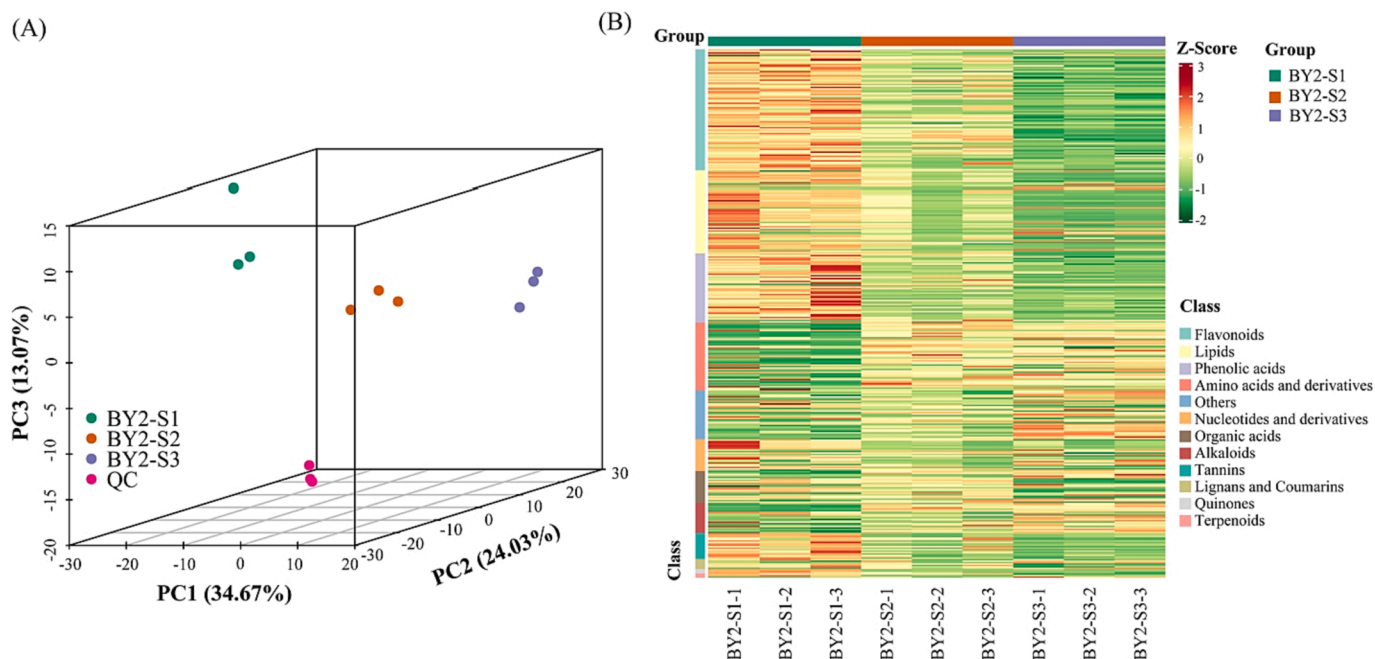 (A)
15
10
5
0
-5
-10
-15
-20
PC3 (13.07%)
BY2-S1
BY2-S2
BY2-S3
QC
-30
-20
-10
0
10
20
PC1 (34.67%)
-30
-20
-10
0
10
20
30
PC2 (24.03%)
(B)
Group
Class
BY2-S1-1
BY2-S1-2
BY2-S1-3
BY2-S2-1
BY2-S2-2
BY2-S2-3
BY2-S3-1
BY2-S3-2
BY2-S3-3
Z-Score
3
2
1
0
-1
-2
Group
BY2-S1
BY2-S2
BY2-S3
Class
Flavonoids
Lipids
Phenolic acids
Amino acids and derivatives
Others
Nucleotides and derivatives
Organic acids
Alkaloids
Tannins
Lignans and Coumarins
Quinones
Terpenoids